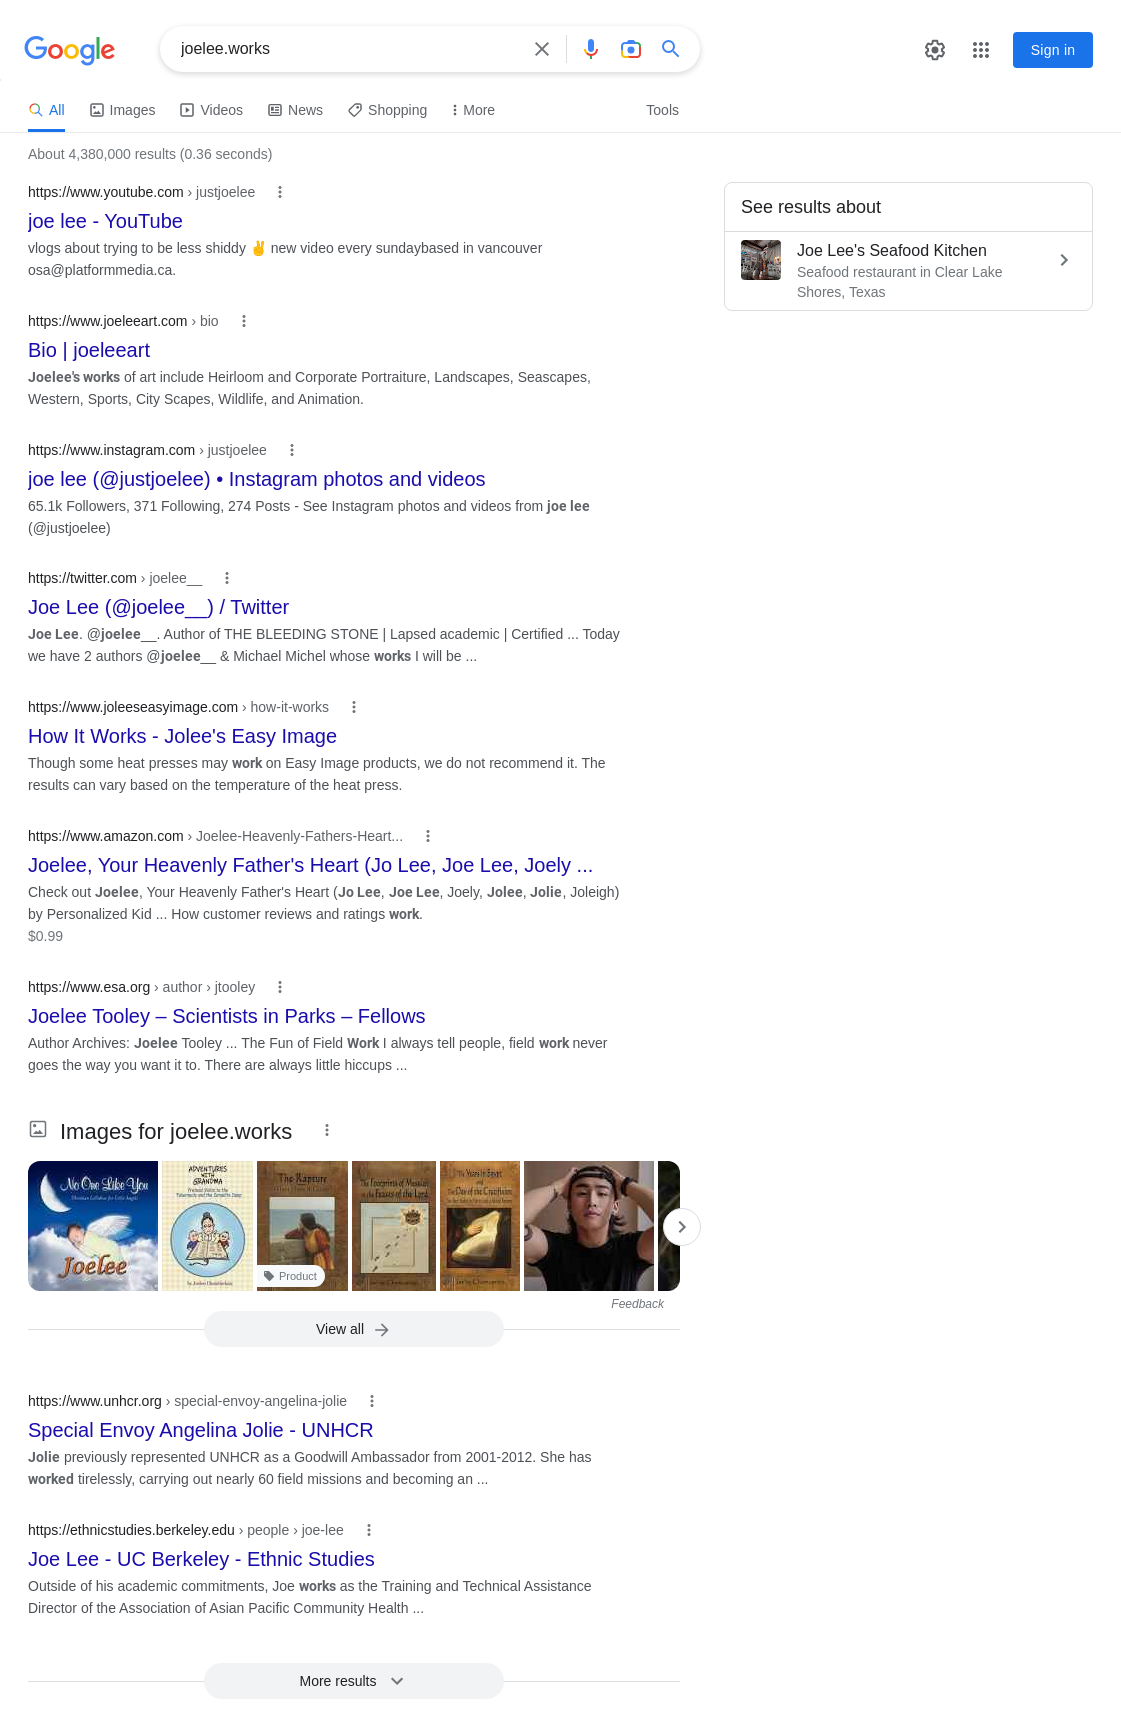 Google
joelee.works
Sign in
All
Images
Videos
News
Shopping
More
Tools
About 4,380,000 results (0.36 seconds)
https://www.youtube.com › justjoelee
joe lee - YouTube
vlogs about trying to be less shiddy ✌️ new video every sundaybased in vancouver
osa@platformmedia.ca.
https://www.joeleeart.com › bio
Bio | joeleeart
Joelee's works of art include Heirloom and Corporate Portraiture, Landscapes, Seascapes,
Western, Sports, City Scapes, Wildlife, and Animation.
https://www.instagram.com › justjoelee
joe lee (@justjoelee) • Instagram photos and videos
65.1k Followers, 371 Following, 274 Posts - See Instagram photos and videos from joe lee
(@justjoelee)
https://twitter.com › joelee__
Joe Lee (@joelee__) / Twitter
Joe Lee. @joelee__. Author of THE BLEEDING STONE | Lapsed academic | Certified ... Today
we have 2 authors @joelee__ & Michael Michel whose works I will be ...
https://www.joleeseasyimage.com › how-it-works
How It Works - Jolee's Easy Image
Though some heat presses may work on Easy Image products, we do not recommend it. The
results can vary based on the temperature of the heat press.
https://www.amazon.com › Joelee-Heavenly-Fathers-Heart...
Joelee, Your Heavenly Father's Heart (Jo Lee, Joe Lee, Joely ...
Check out Joelee, Your Heavenly Father's Heart (Jo Lee, Joe Lee, Joely, Jolee, Jolie, Joleigh)
by Personalized Kid ... How customer reviews and ratings work.
$0.99
https://www.esa.org › author › jtooley
Joelee Tooley – Scientists in Parks – Fellows
Author Archives: Joelee Tooley ... The Fun of Field Work I always tell people, field work never
goes the way you want it to. There are always little hiccups ...
Images for joelee.works
No One Like You
Joelee
ADVENTURES
WITH
GRANDMA
The Rapture
Product
The Footprints of Messiah
in the Feasts of the Lord
The Years in Egypt
and
The Day of the Crucifixion
Feedback
View all
https://www.unhcr.org › special-envoy-angelina-jolie
Special Envoy Angelina Jolie - UNHCR
Jolie previously represented UNHCR as a Goodwill Ambassador from 2001-2012. She has
worked tirelessly, carrying out nearly 60 field missions and becoming an ...
https://ethnicstudies.berkeley.edu › people › joe-lee
Joe Lee - UC Berkeley - Ethnic Studies
Outside of his academic commitments, Joe works as the Training and Technical Assistance
Director of the Association of Asian Pacific Community Health ...
More results
See results about
Joe Lee's Seafood Kitchen
Seafood restaurant in Clear Lake
Shores, Texas